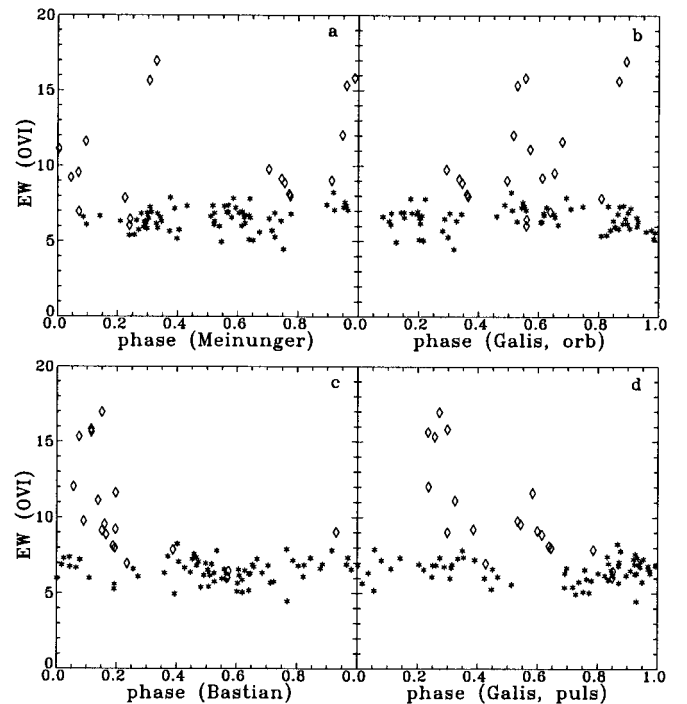 a
b
20
15
10
5
0
EW (OVI)
0.0 0.2 0.4 0.6 0.8 0.0 0.2 0.4 0.6 0.8 1.0
phase (Meinunger)
phase (Galis, orb)
c
d
20
15
10
5
0
EW (OVI)
0.0 0.2 0.4 0.6 0.8 0.0 0.2 0.4 0.6 0.8 1.0
phase (Bastian)
phase (Galis, puls)